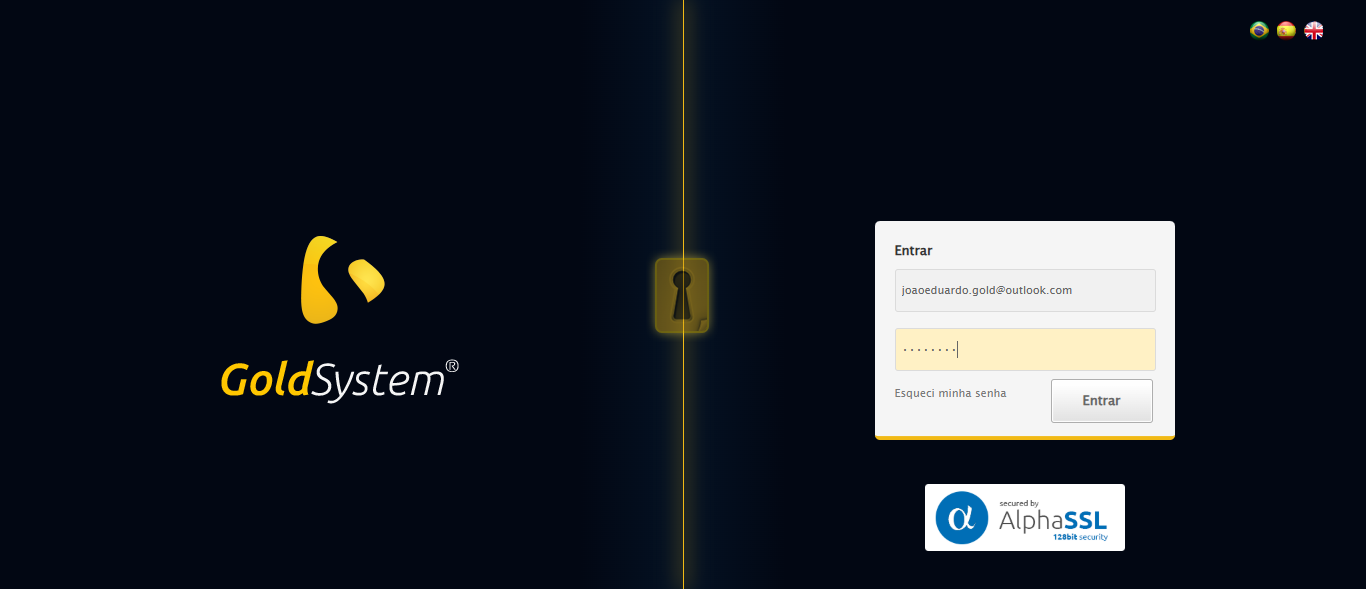 GoldSystem®
Entrar
joaoeduardo.gold@outlook.com
········
Esqueci minha senha
Entrar
α
secured by
AlphaSSL
128bit security